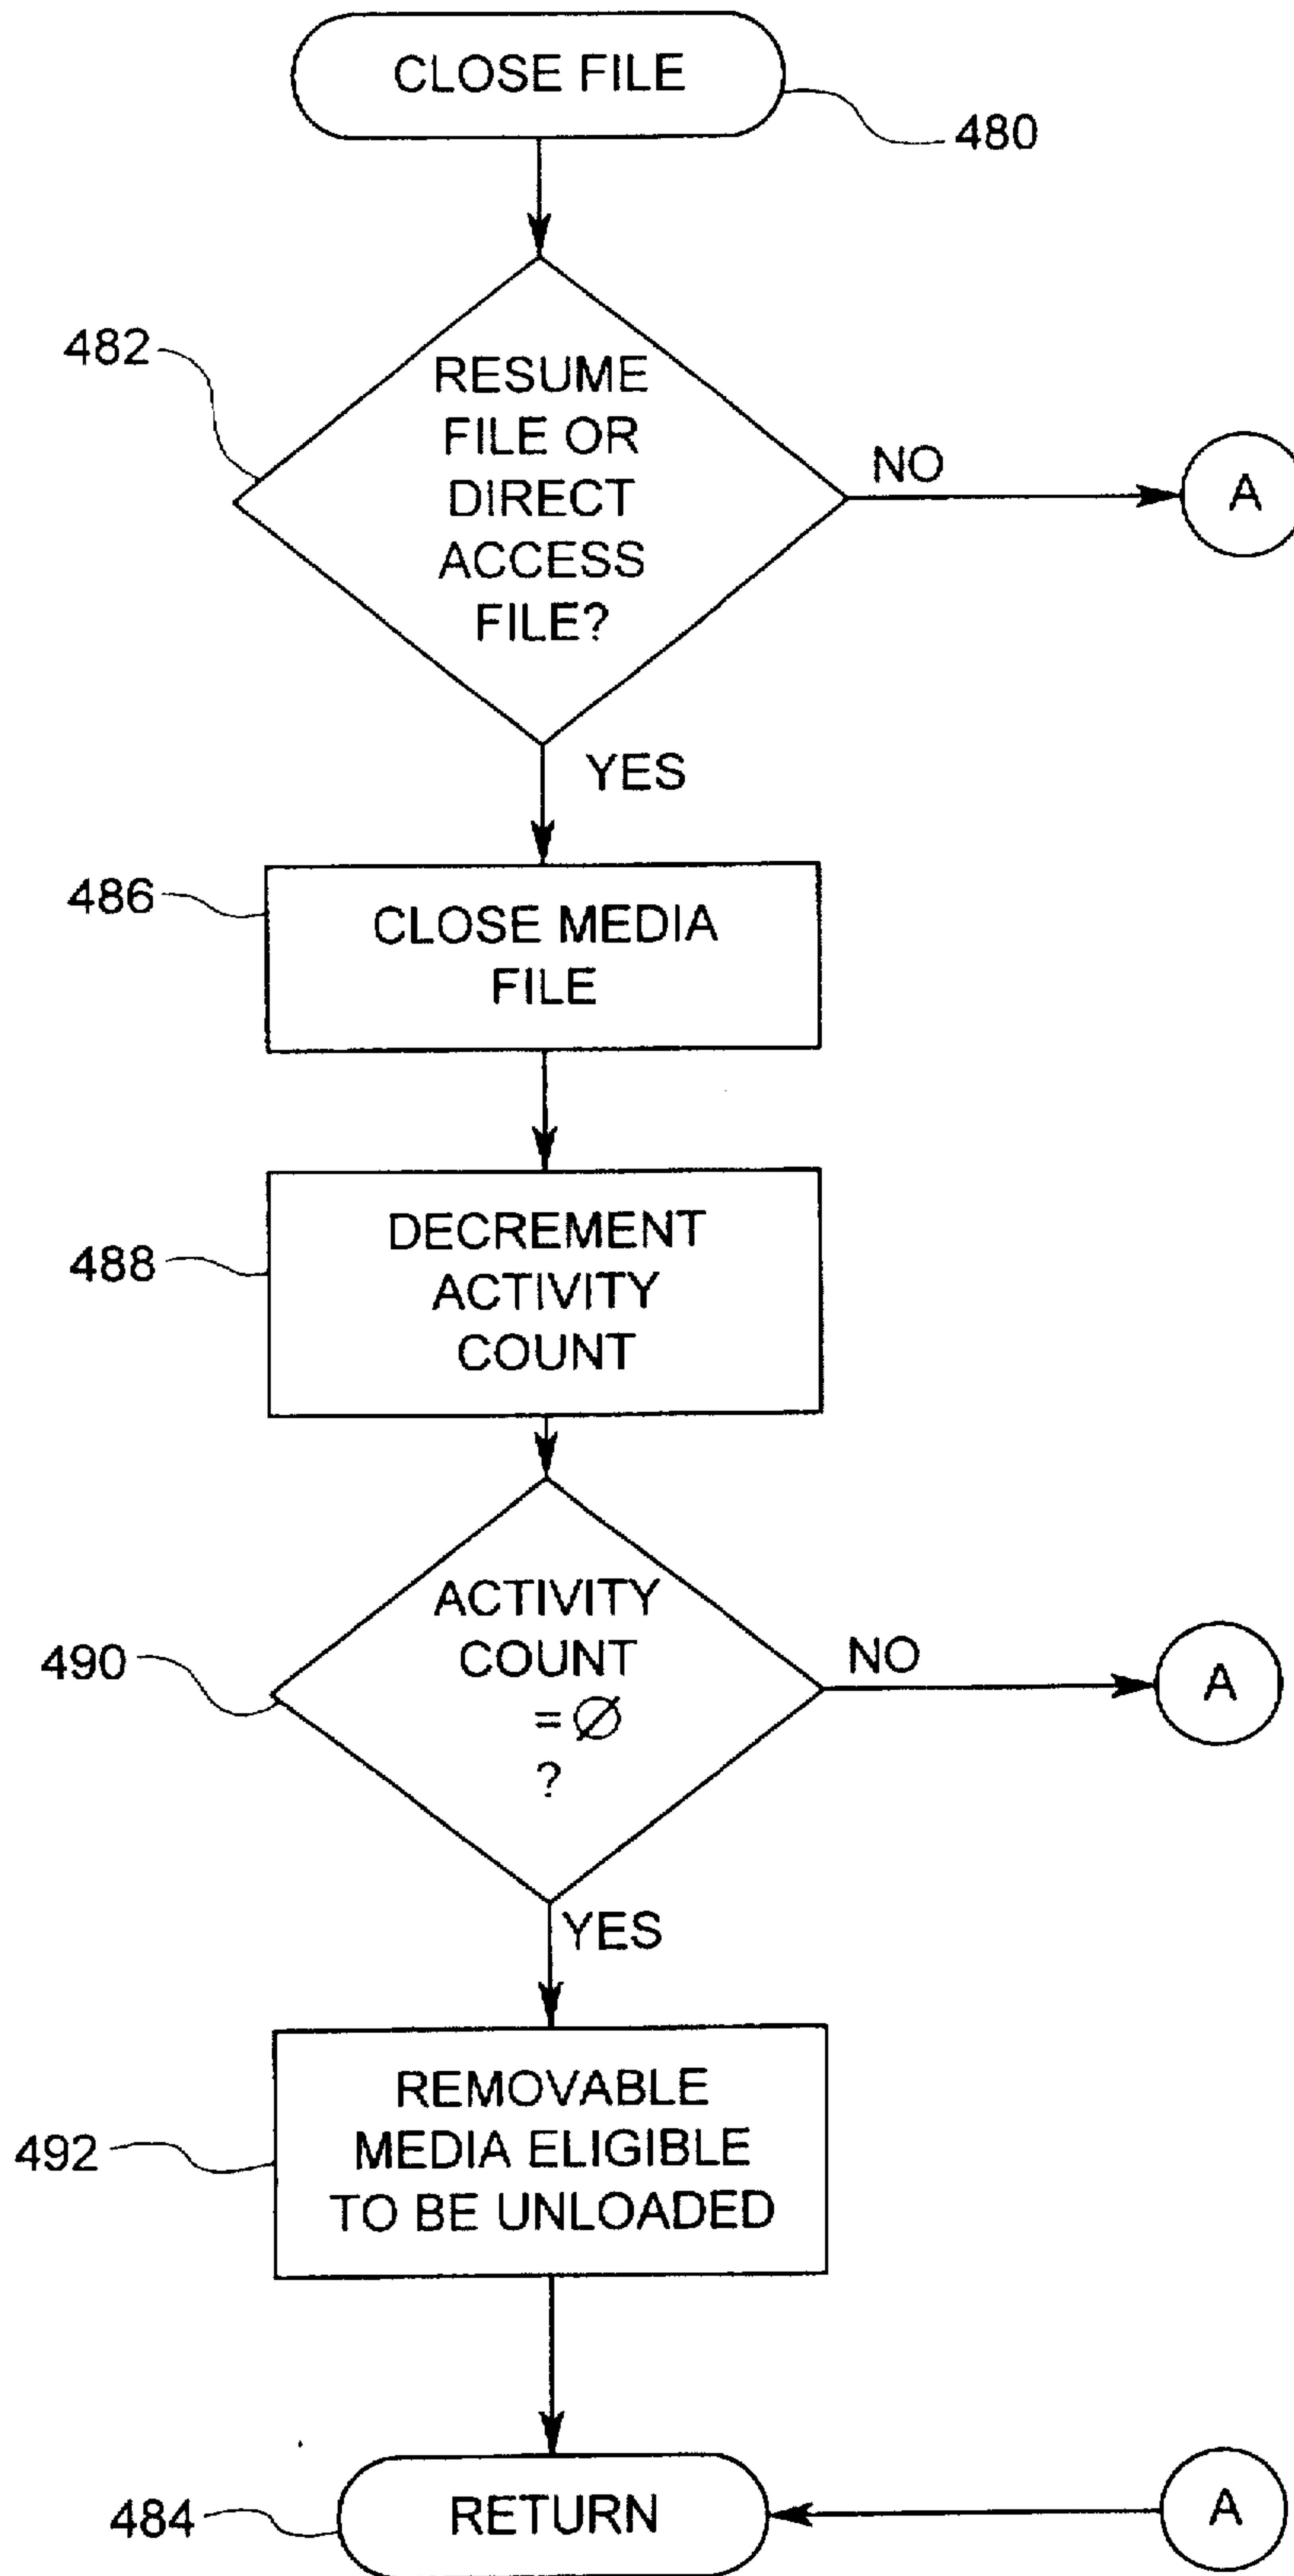 CLOSE FILE
480
482
RESUME
FILE OR
DIRECT
ACCESS
FILE?
NO
A
YES
486
CLOSE MEDIA
FILE
488
DECREMENT
ACTIVITY
COUNT
490
ACTIVITY
COUNT
= Ø
?
NO
A
YES
492
REMOVABLE
MEDIA ELIGIBLE
TO BE UNLOADED
484
RETURN
A